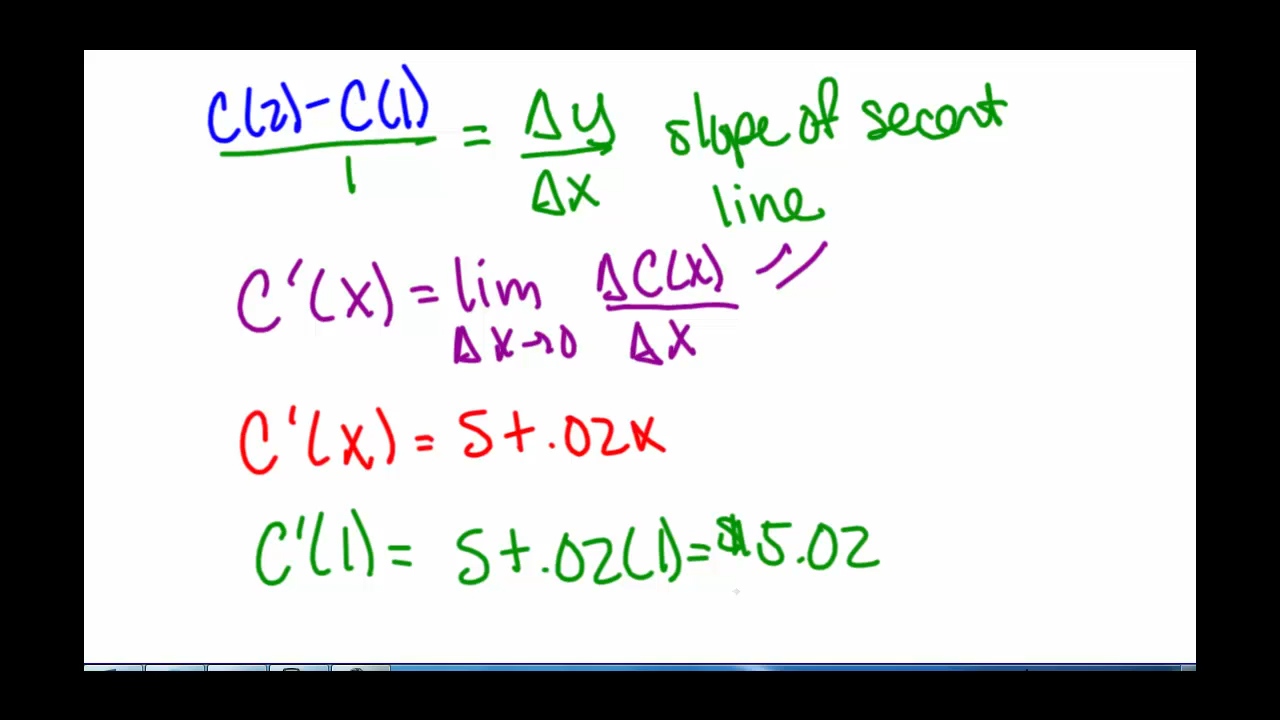 C(2)-C(1)/1 = Δy/Δx slope of secant line
C'(x) = lim Δx→0 ΔC(x)/Δx
C'(x) = 5+.02x
C'(1) = 5+.02(1)=$5.02